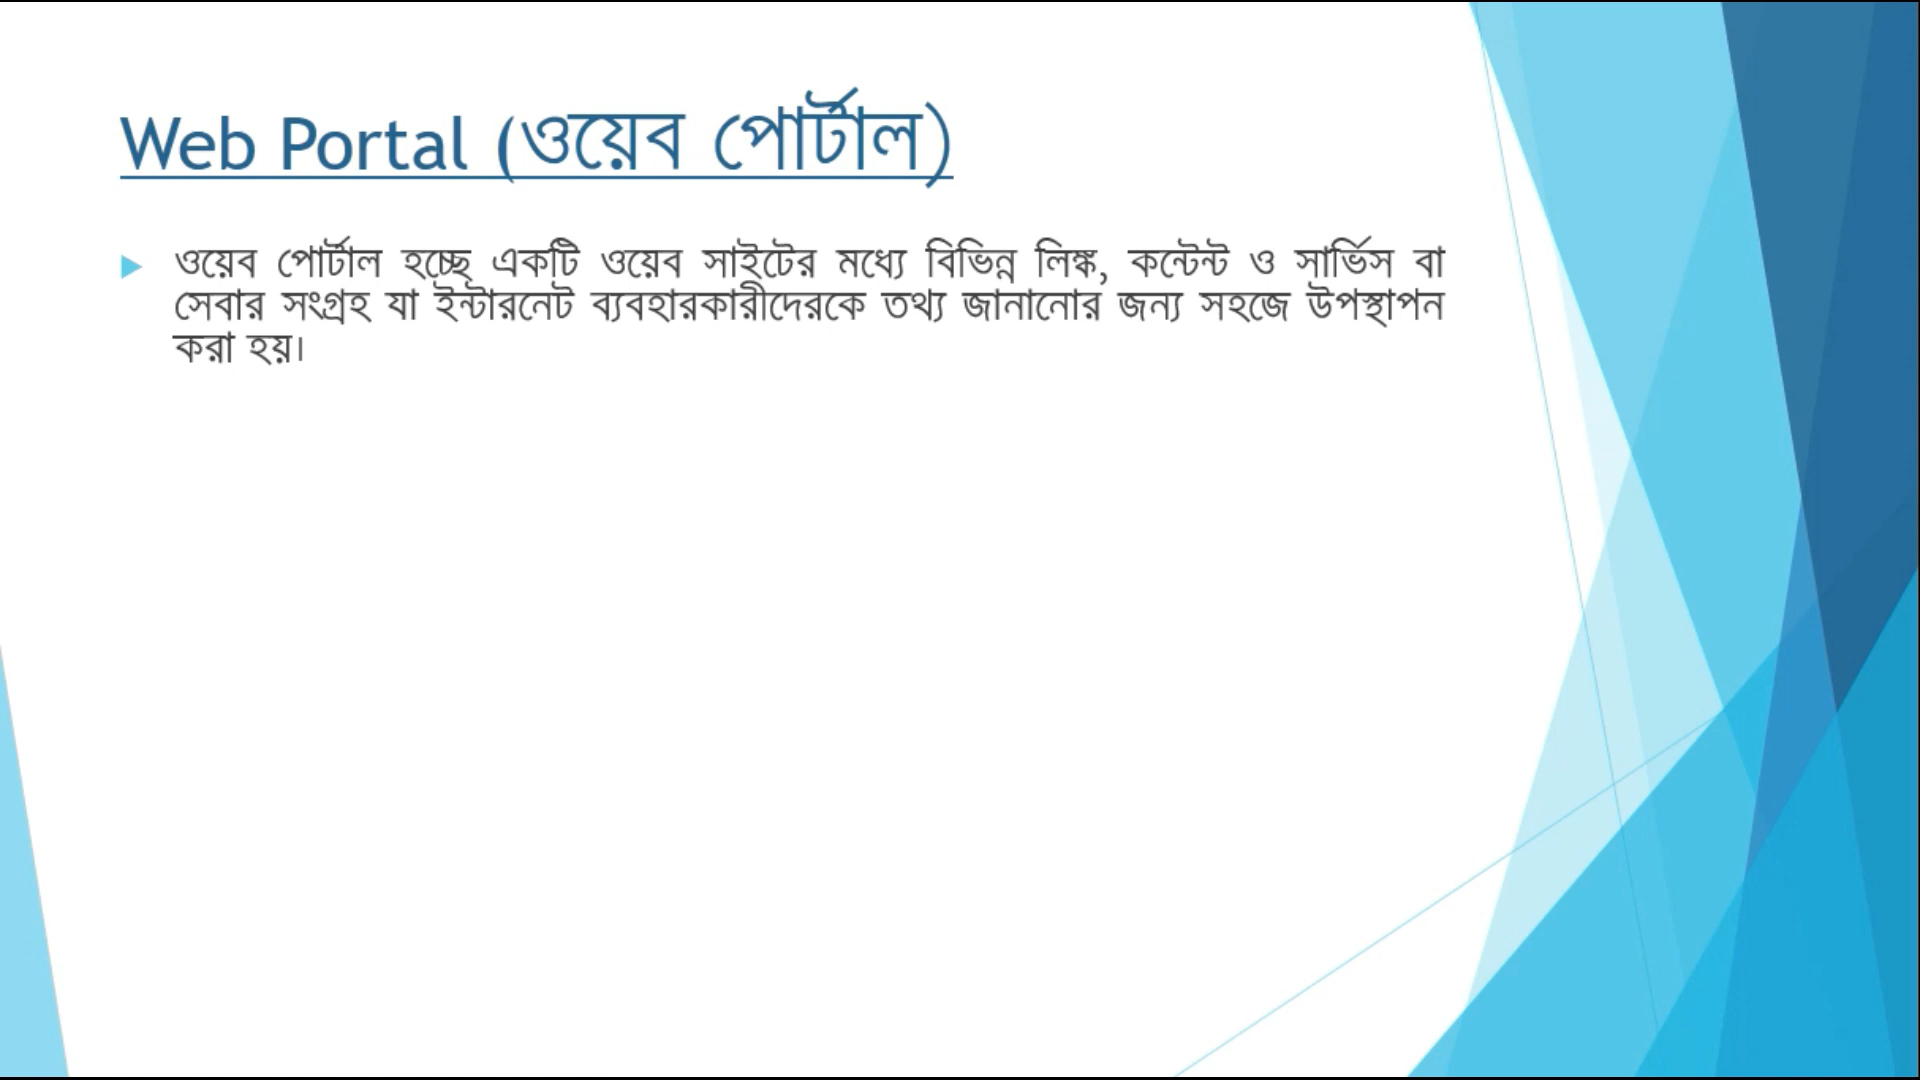 Web Portal (ওয়েব পোর্টাল)
ওয়েব পোর্টাল হচ্ছে একটি ওয়েব সাইটের মধ্যে বিভিন্ন লিঙ্ক, কন্টেন্ট ও সার্ভিস বা
সেবার সংগ্রহ যা ইন্টারনেট ব্যবহারকারীদেরকে তথ্য জানানোর জন্য সহজে উপস্থাপন
করা হয়।